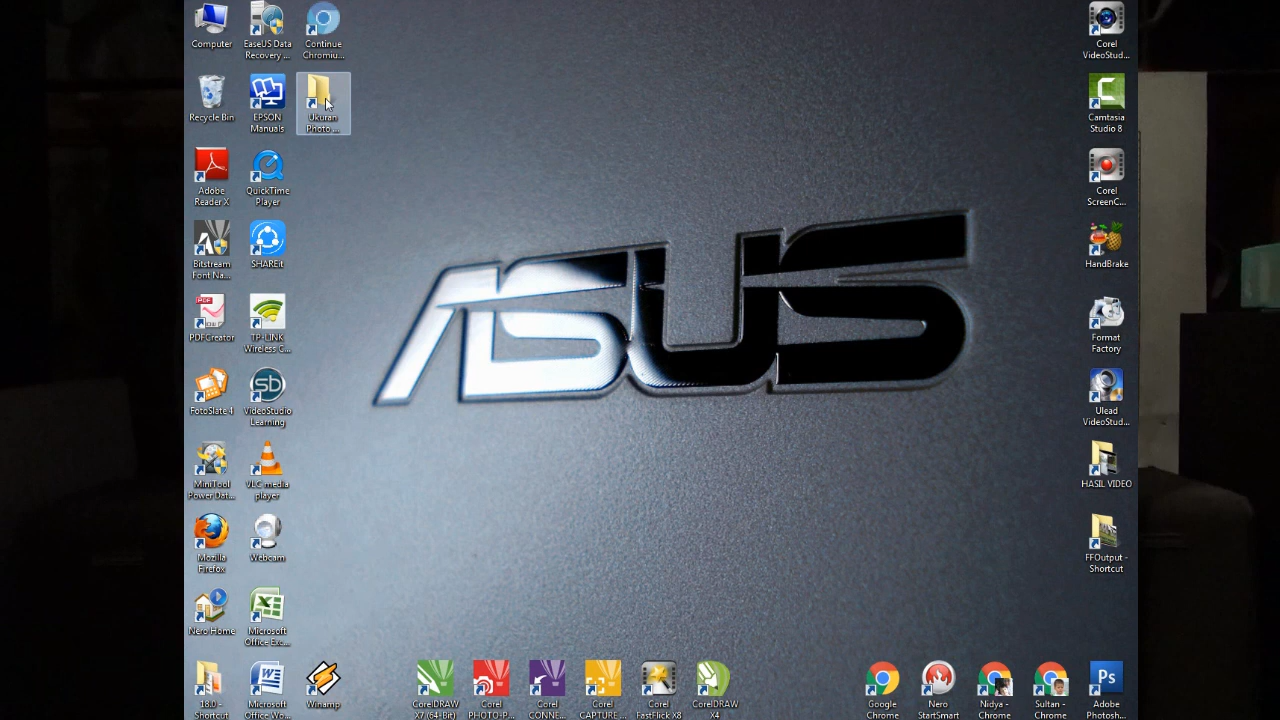 Computer
EaseUS Data
Recovery ...
Continue
Chromiu...
Corel
VideoStud...
Recycle Bin
EPSON
Manuals
Ukuran
Photo ...
Camtasia
Studio 8
Adobe
Reader X
QuickTime
Player
Corel
ScreenC...
Bitstream
Font Na...
SHAREit
HandBrake
ASUS
PDF
PDFCreator
TP-LINK
Wireless C...
Format
Factory
FotoSlate 4
sb
VideoStudio
Learning
Ulead
VideoStud...
MiniTool
Power Dat...
VLC media
player
HASIL VIDEO
Mozilla
Firefox
Webcam
FFOutput -
Shortcut
Nero Home
Microsoft
Office Exc...
18.0 -
Shortcut
Microsoft
Office Wo...
Winamp
CorelDRAW
X7 (64-Bit)
Corel
PHOTO-P...
Corel
CONNE...
Corel
CAPTURE ...
Corel
FastFlick X8
CorelDRAW
X4
Google
Chrome
Nero
StartSmart
Nidya -
Chrome
Sultan -
Chrome
Ps
Adobe
Photosh...